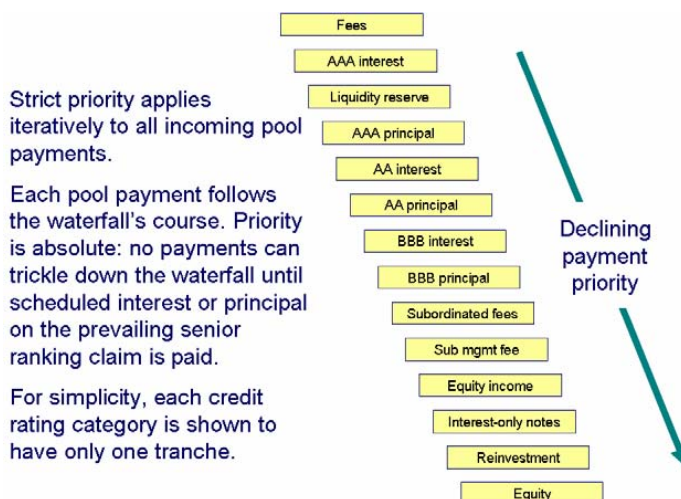 Fees
AAA interest
Liquidity reserve
AAA principal
AA interest
AA principal
BBB interest
BBB principal
Subordinated fees
Sub mgmt fee
Equity income
Interest-only notes
Reinvestment
Equity
Strict priority applies
iteratively to all incoming pool
payments.
Each pool payment follows
the waterfall's course. Priority
is absolute: no payments can
trickle down the waterfall until
scheduled interest or principal
on the prevailing senior
ranking claim is paid.
For simplicity, each credit
rating category is shown to
have only one tranche.
Declining
payment
priority